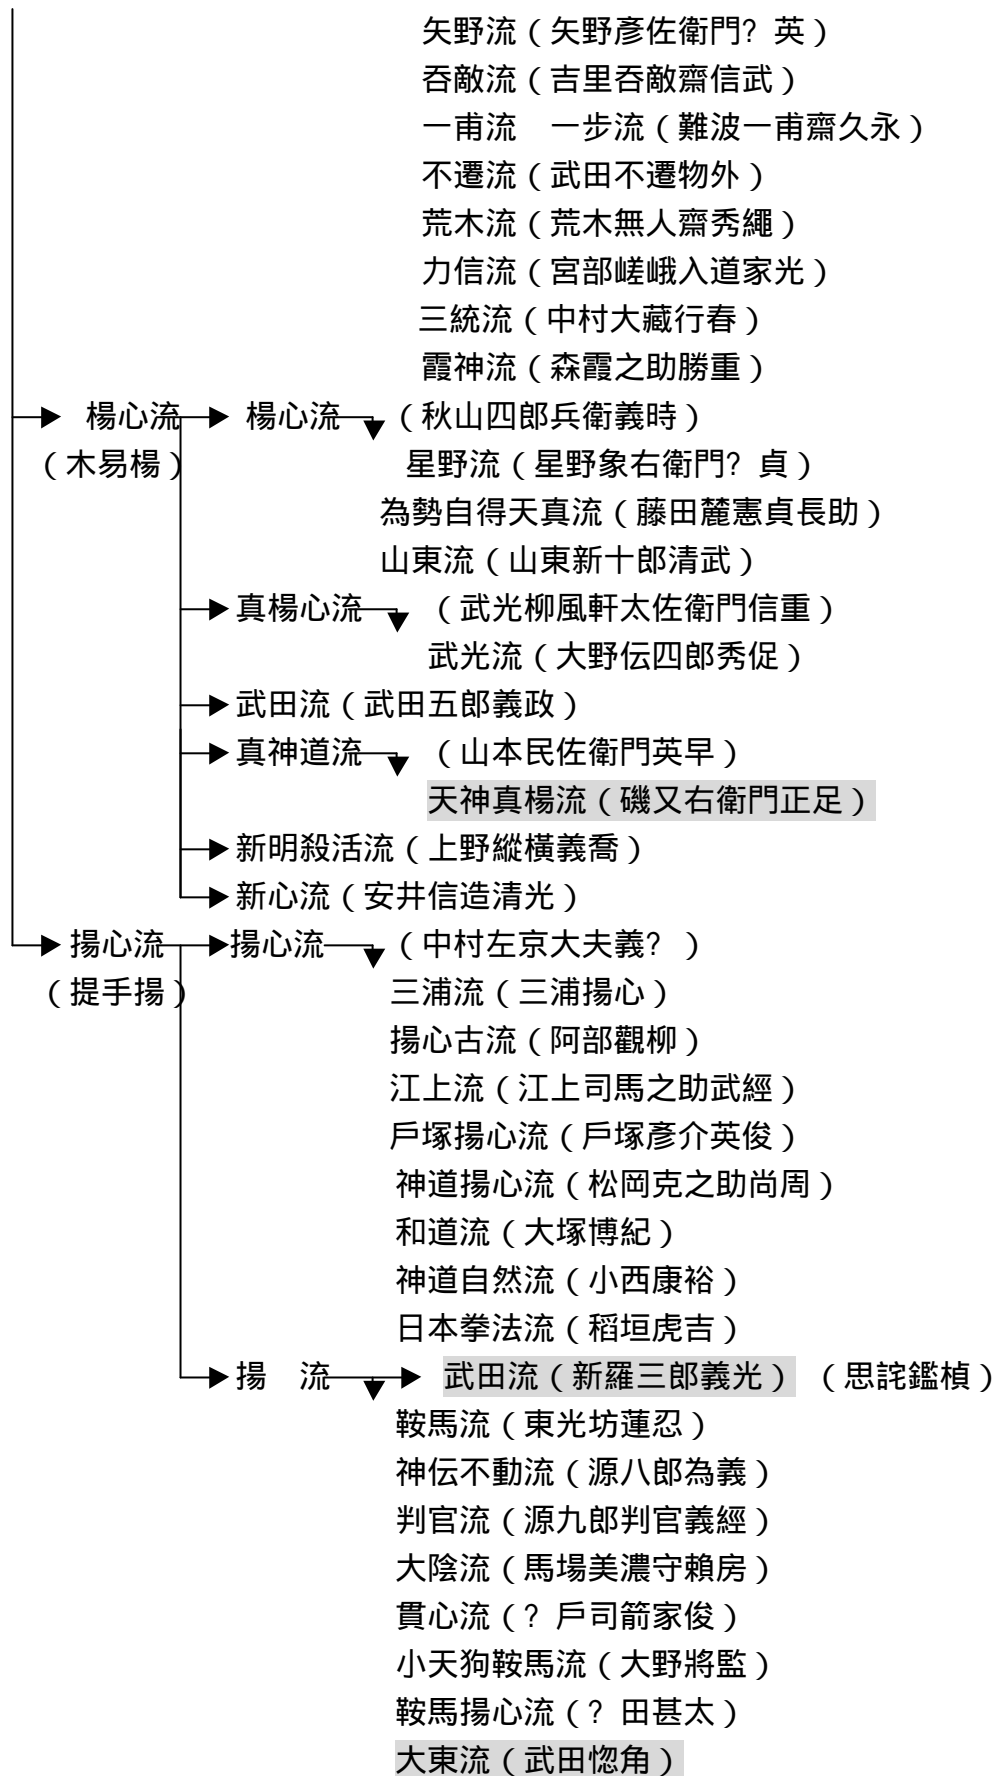 矢野流（矢野彥佐衛門? 英）
吞敵流（吉里吞敵齋信武）
一甫流　一步流（難波一甫齋久永）
不遷流（武田不遷物外）
荒木流（荒木無人齋秀繩）
力信流（宮部嵯峨入道家光）
三統流（中村大藏行春）
霞神流（森霞之助勝重）
楊心流 楊心流（秋山四郎兵衛義時）
（木易楊） 星野流（星野象右衛門? 貞）
為勢自得天真流（藤田麓憲貞長助）
山東流（山東新十郎清武）
真楊心流 （武光柳風軒太佐衛門信重）
武光流（大野伝四郎秀促）
武田流（武田五郎義政）
真神道流 （山本民佐衛門英早）
天神真楊流（磯又右衛門正足）
新明殺活流（上野縱橫義喬）
新心流（安井信造清光）
揚心流 揚心流 （中村左京大夫義? ）
（提手揚） 三浦流（三浦揚心）
揚心古流（阿部觀柳）
江上流（江上司馬之助武經）
戶塚揚心流（戶塚彥介英俊）
神道揚心流（松岡克之助尚周）
和道流（大塚博紀）
神道自然流（小西康裕）
日本拳法流（稻垣虎吉）
揚　流 武田流（新羅三郎義光）（思詫鑑楨）
鞍馬流（東光坊蓮忍）
神伝不動流（源八郎為義）
判官流（源九郎判官義經）
大陰流（馬場美濃守賴房）
貫心流（? 戶司箭家俊）
小天狗鞍馬流（大野將監）
鞍馬揚心流（? 田甚太）
大東流（武田惚角）